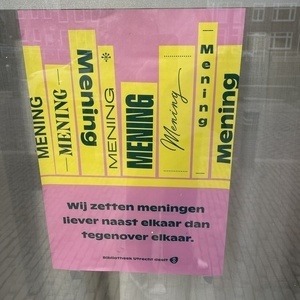 MENING
MENING
Mening
MENING
MENING
Mening
Mening
Mening
Wij zetten meningen
liever naast elkaar dan
tegenover elkaar.
Bibliotheek Utrecht